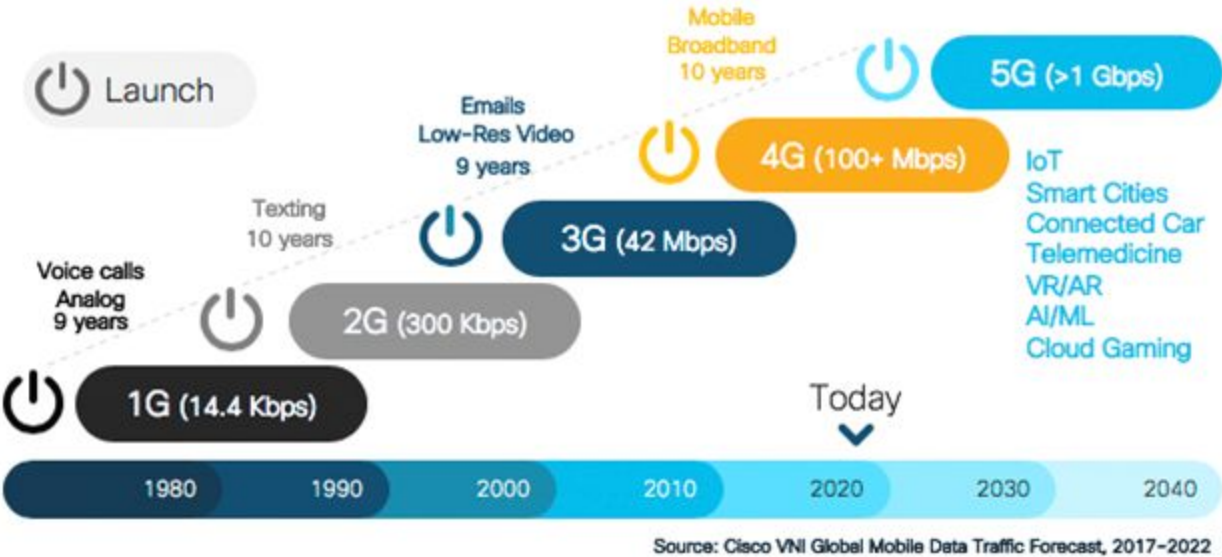 Launch
Mobile
Broadband
10 years
5G (>1 Gbps)
Emails
Low-Res Video
9 years
4G (100+ Mbps)
IoT
Smart Cities
Connected Car
Telemedicine
VR/AR
AI/ML
Cloud Gaming
Texting
10 years
3G (42 Mbps)
Voice calls
Analog
9 years
2G (300 Kbps)
1G (14.4 Kbps)
Today
1980 1990 2000 2010 2020 2030 2040
Source: Cisco VNI Global Mobile Data Traffic Forecast, 2017-2022